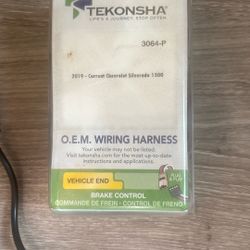 TEKONSHA®
LIFE'S A JOURNEY. STOP OFTEN.
3064-P
2019 - Current Chevrolet Silverado 1500
O.E.M. WIRING HARNESS
Your vehicle may not be listed.
Visit tekonsha.com for the most up-to-date
instructions and applications.
VEHICLE END
BRAKE CONTROL
COMMANDE DE FREIN - CONTROL DE FRENO